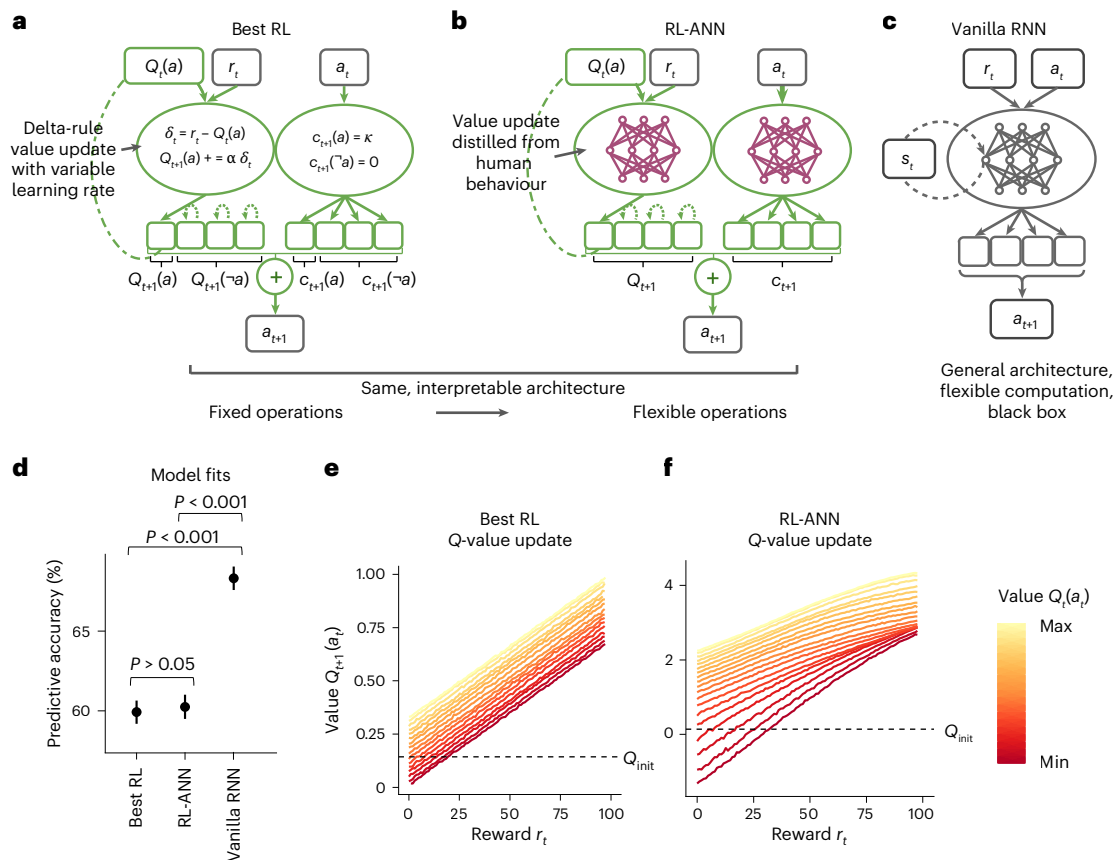 a
Best RL
Qt(a)
rt
at
Delta-rule
value update
with variable
learning rate
δt = rt – Qt(a)
Qt+1(a) + = α δt
ct+1(a) = κ
ct+1(¬a) = 0
Qt+1(a)
Qt+1(¬a)
+
ct+1(a)
ct+1(¬a)
at+1
b
RL-ANN
Qt(a)
rt
at
Value update
distilled from
human
behaviour
Qt+1
+
ct+1
at+1
Same, interpretable architecture
Fixed operations
Flexible operations
c
Vanilla RNN
rt
at
st
at+1
General architecture,
flexible computation,
black box
d
Model fits
P < 0.001
P < 0.001
P > 0.05
Predictive accuracy (%)
65
60
Best RL
RL-ANN
Vanilla RNN
e
Best RL
Q-value update
Value Qt+1 (at)
1.00
0.75
0.50
0.25
0
Qinit
0
25
50
75
100
Reward rt
f
RL-ANN
Q-value update
4
2
0
Qinit
0
25
50
75
100
Reward rt
Value Qt(at)
Max
Min